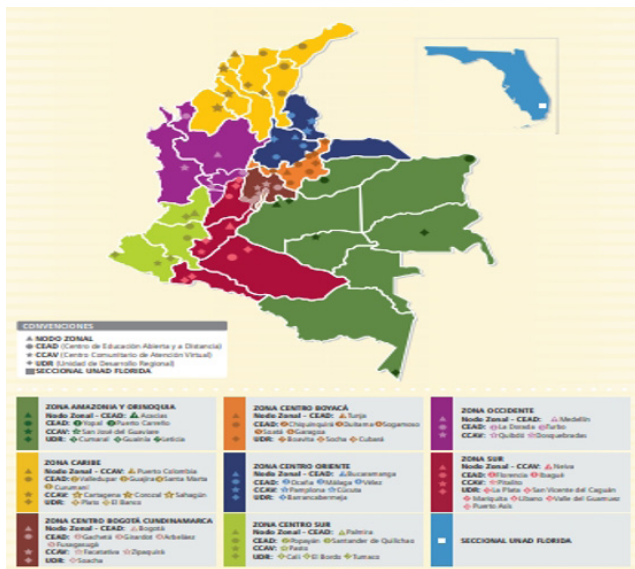 CONVENCIONES
NODO ZONAL
CEAD (Centro de Educación Abierta y a Distancia)
CCAV (Centro Comunitario de Atención Virtual)
UDR (Unidad de Desarrollo Regional)
SECCIONAL UNAD FLORIDA
ZONA AMAZONIA Y ORINOQUIA
Nodo Zonal - CEAD: Acacias
CEAD: Yopal Puerto Carreño
CCAV: San José del Guaviare
UDR: Cumaral Guainía Leticia
ZONA CARIBE
Nodo Zonal - CCAV: Puerto Colombia
CEAD: Valledupar Guajira Santa Marta
Curumaní
CCAV: Cartagena Corozal Sahagún
UDR: Plato El Banco
ZONA CENTRO BOGOTÁ CUNDINAMARCA
Nodo Zonal - CEAD: Bogotá
CEAD: Gachetá Girardot Arbeláez
Fusagasugá
CCAV: Facatativa Zipaquirá
UDR: Soacha
ZONA CENTRO BOYACÁ
Nodo Zonal - CEAD: Tunja
CEAD: Chiquinquirá Duitama Sogamoso
Soatá Garagoa
UDR: Boavita Socha Cubará
ZONA CENTRO ORIENTE
Nodo Zonal - CEAD: Bucaramanga
CEAD: Ocaña Málaga Vélez
CCAV: Pamplona Cúcuta
UDR: Barrancabermeja
ZONA CENTRO SUR
Nodo Zonal - CEAD: Palmira
CEAD: Popayán Santander de Quilichao
CCAV: Pasto
UDR: Cali El Bordo Tumaco
ZONA OCCIDENTE
Nodo Zonal - CEAD: Medellín
CEAD: La Dorada Turbo
CCAV: Quibdó Dosquebradas
ZONA SUR
Nodo Zonal - CCAV: Neiva
CEAD: Florencia Ibagué
CCAV: Pitalito
UDR: La Plata San Vicente del Caguán
Mariquita Líbano Valle del Guamuez
Puerto Asís
SECCIONAL UNAD FLORIDA